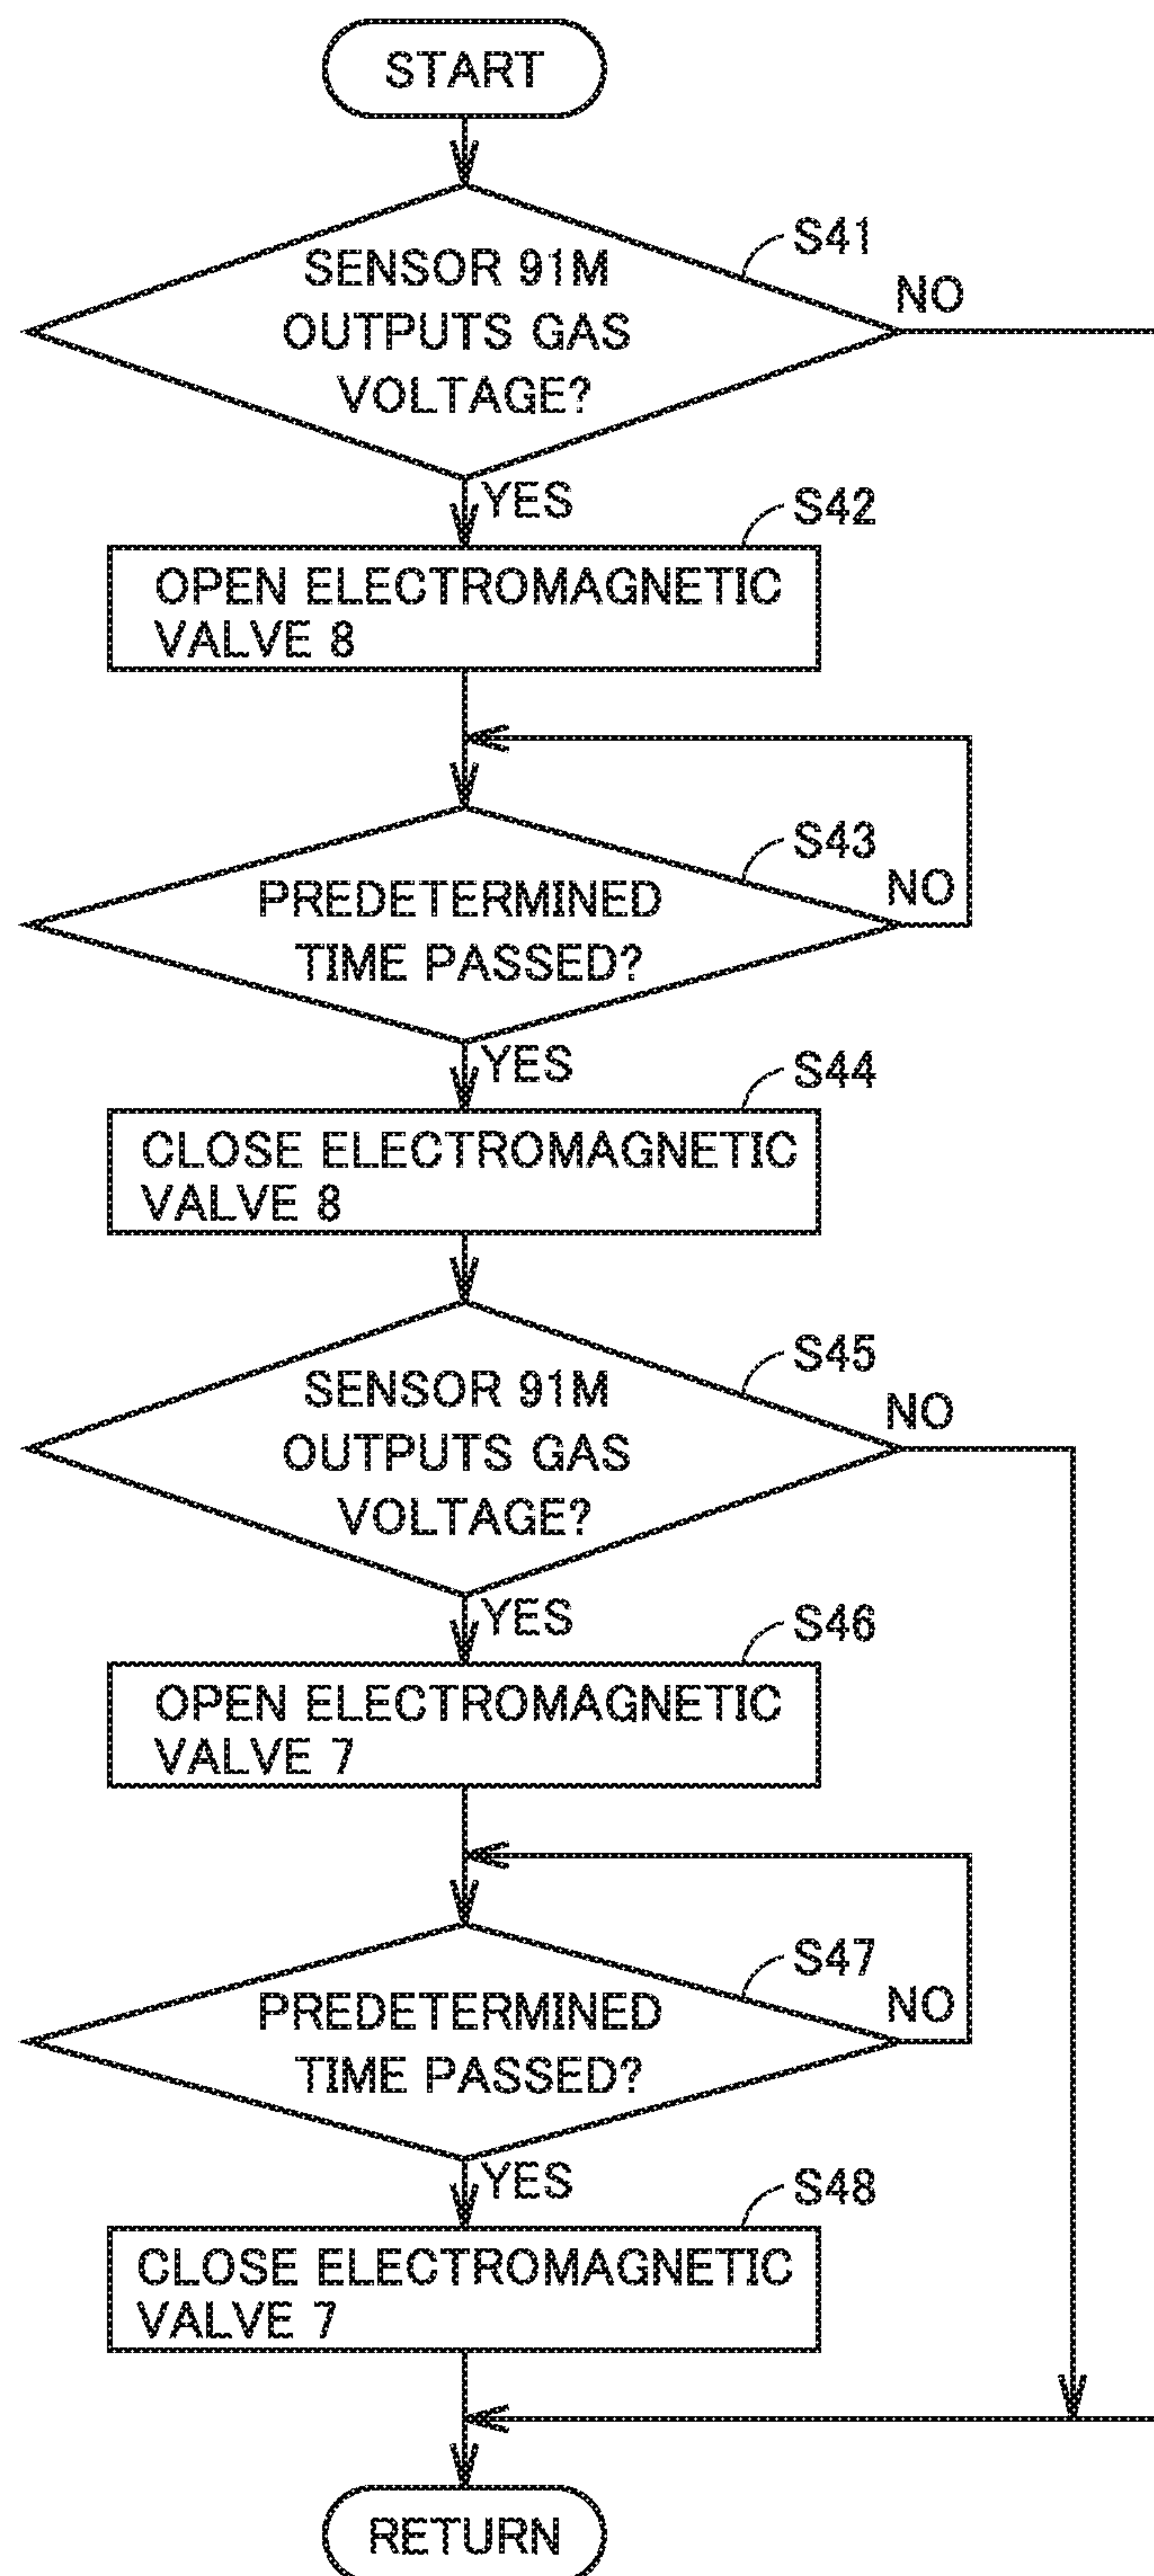 START
S41
SENSOR 91M
OUTPUTS GAS
VOLTAGE?
NO
YES
S42
OPEN ELECTROMAGNETIC
VALVE 8
S43
PREDETERMINED
TIME PASSED?
NO
YES
S44
CLOSE ELECTROMAGNETIC
VALVE 8
S45
SENSOR 91M
OUTPUTS GAS
VOLTAGE?
NO
YES
S46
OPEN ELECTROMAGNETIC
VALVE 7
S47
PREDETERMINED
TIME PASSED?
NO
YES
S48
CLOSE ELECTROMAGNETIC
VALVE 7
RETURN